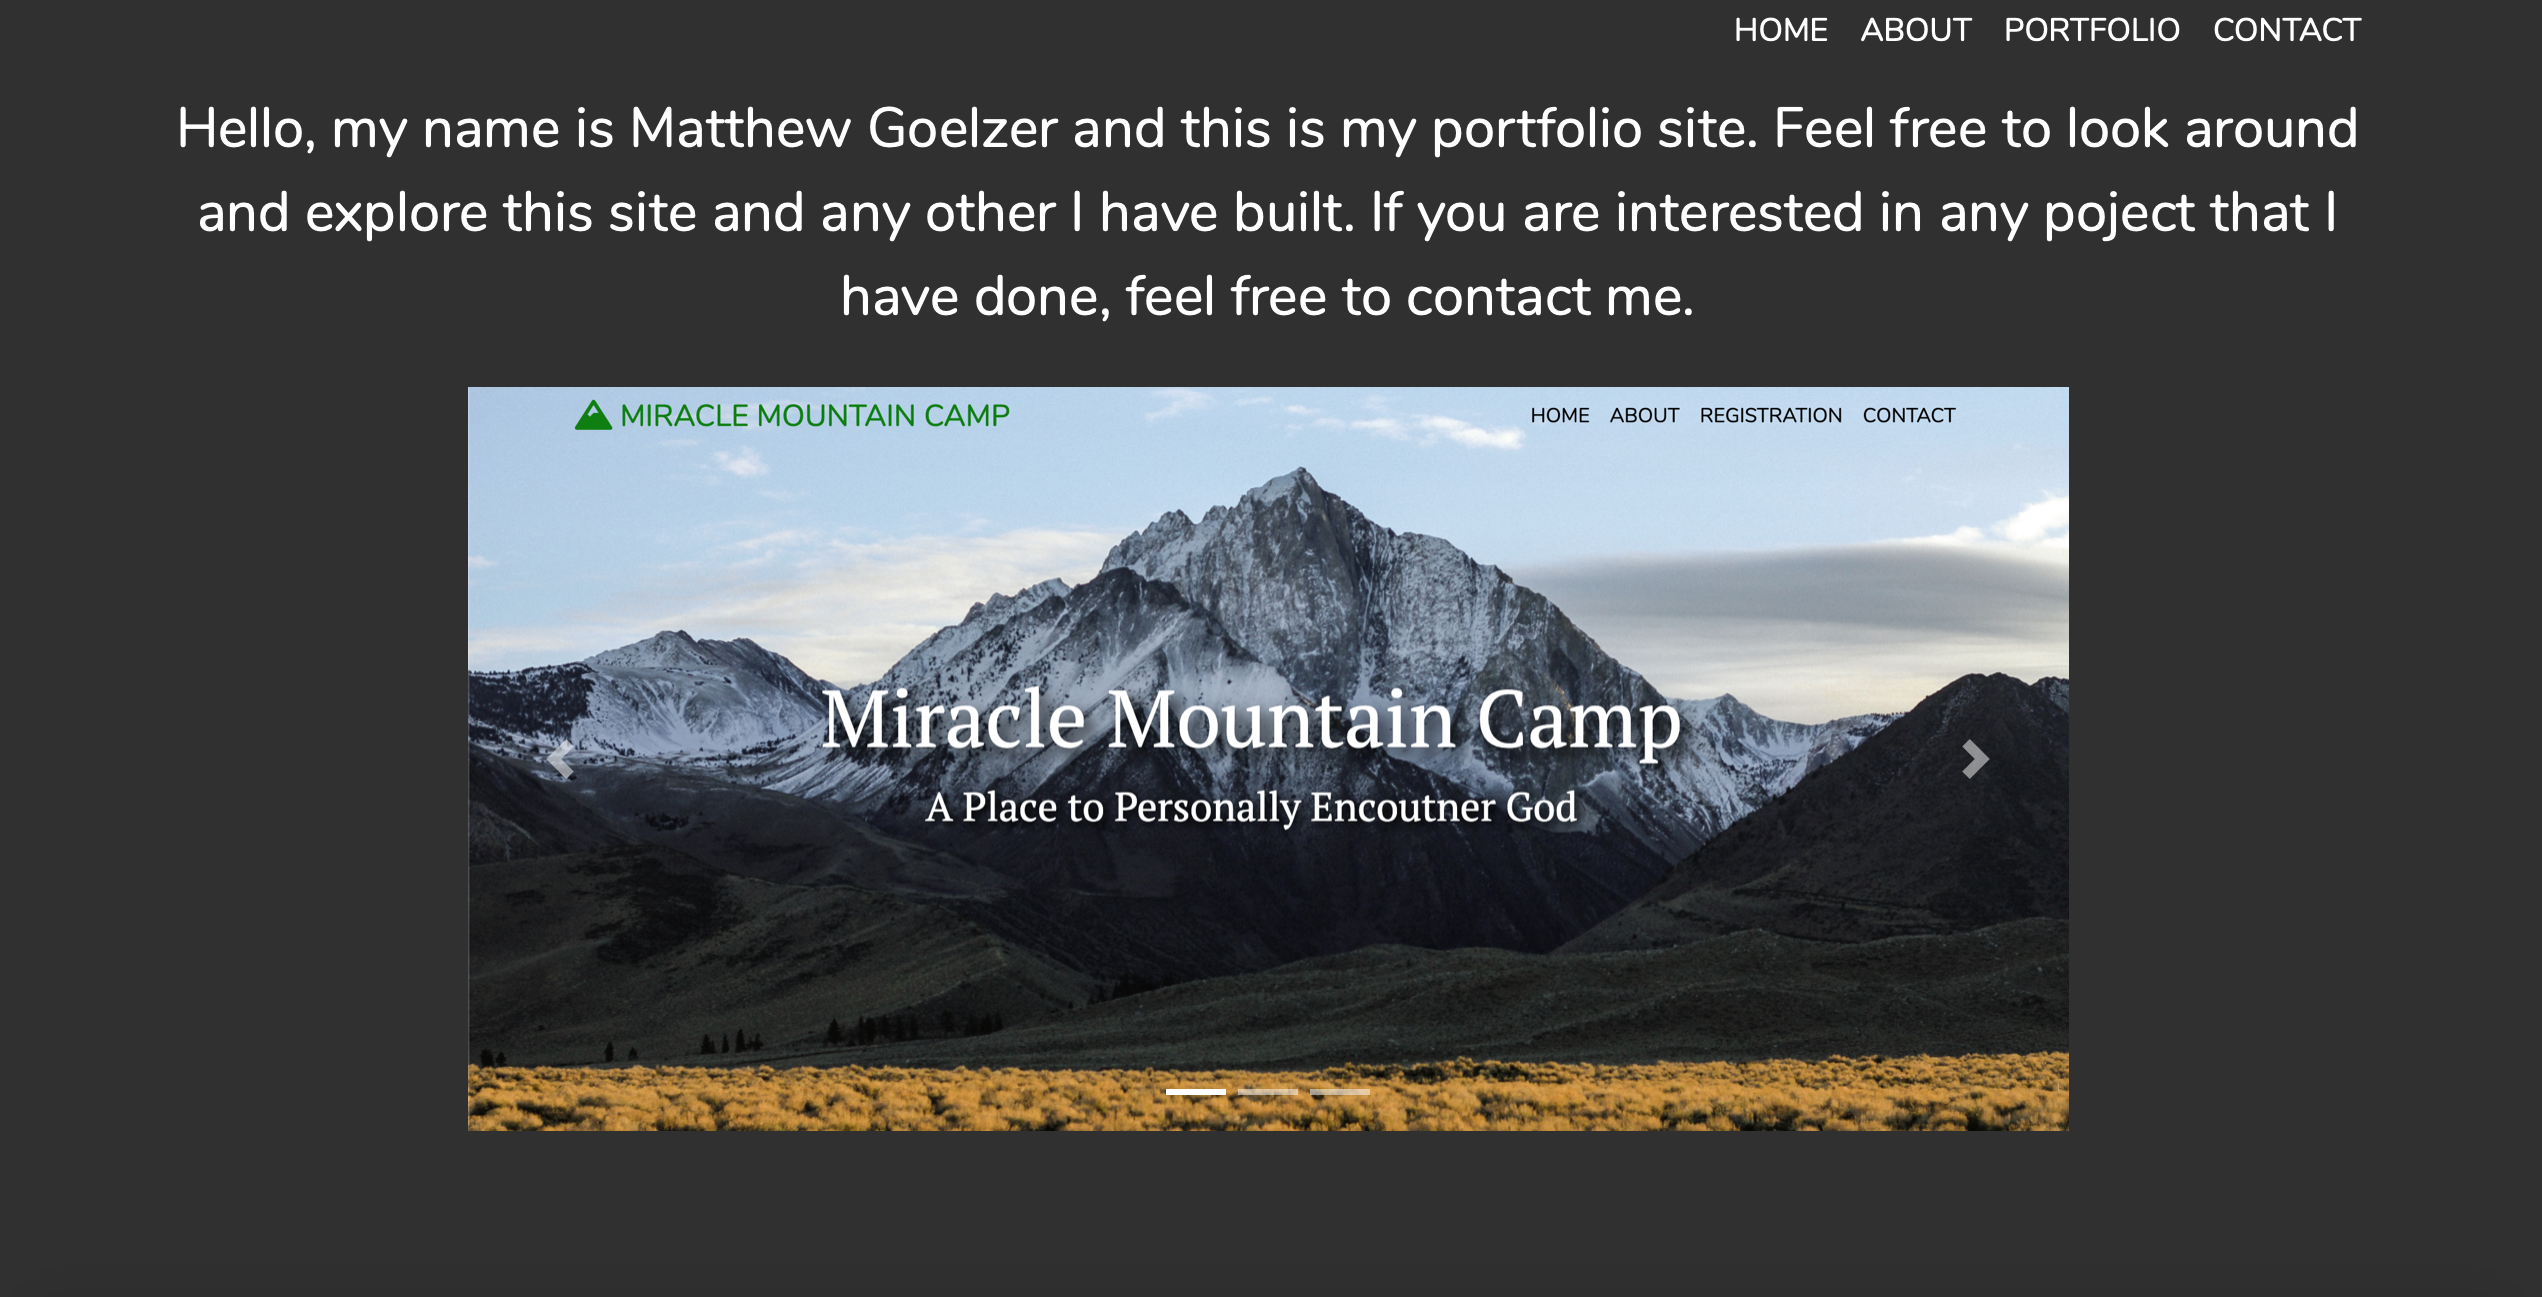 HOME ABOUT PORTFOLIO CONTACT
Hello, my name is Matthew Goelzer and this is my portfolio site. Feel free to look around
and explore this site and any other I have built. If you are interested in any poject that I
have done, feel free to contact me.
MIRACLE MOUNTAIN CAMP HOME ABOUT REGISTRATION CONTACT
Miracle Mountain Camp
A Place to Personally Encoutner God